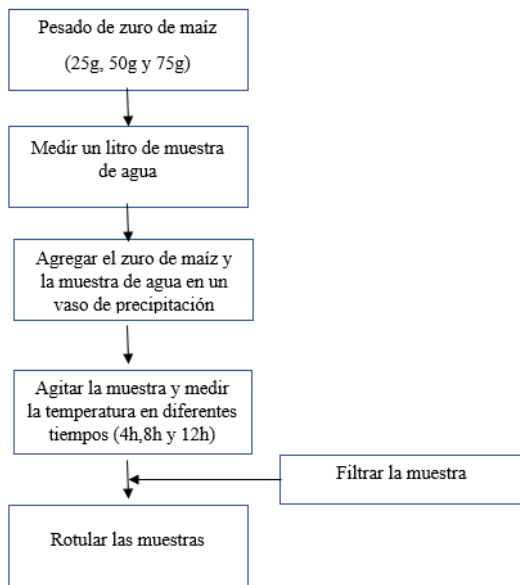 Pesado de zuro de maíz
(25g, 50g y 75g)
Medir un litro de muestra
de agua
Agregar el zuro de maíz y
la muestra de agua en un
vaso de precipitación
Agitar la muestra y medir
la temperatura en diferentes
tiempos (4h,8h y 12h)
Filtrar la muestra
Rotular las muestras